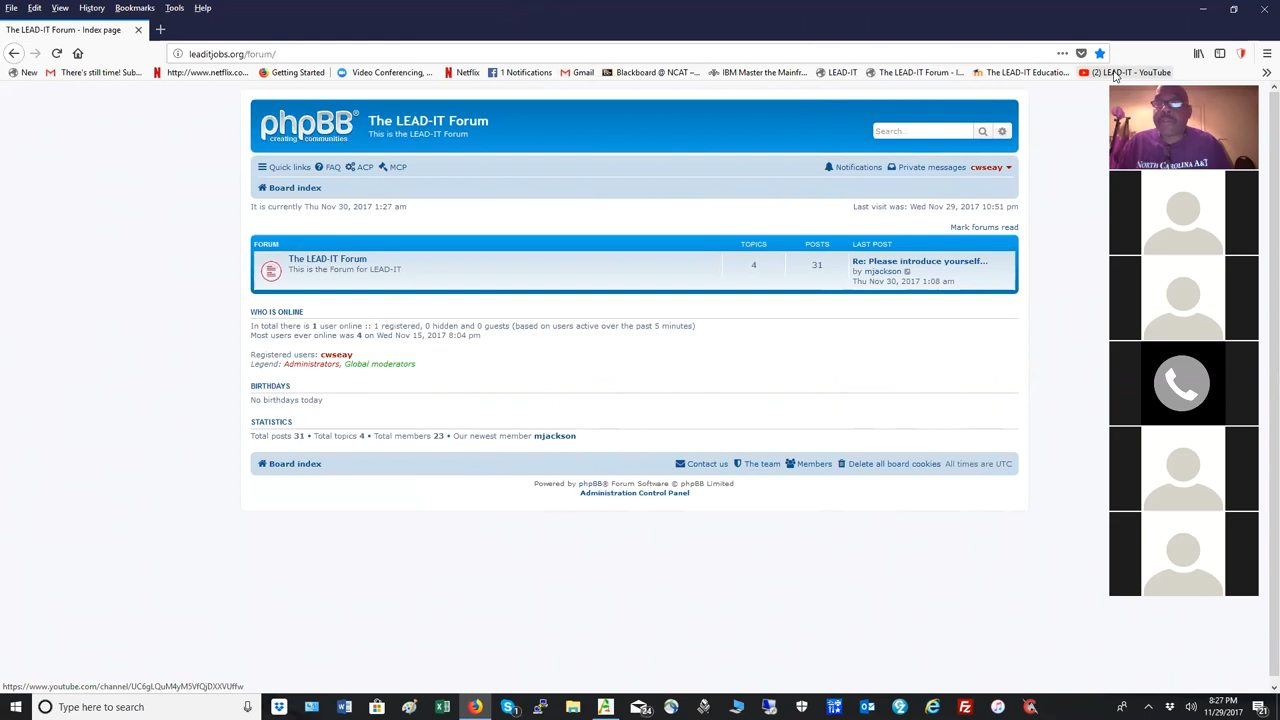 File Edit View History Bookmarks Tools Help
The LEAD-IT Forum - Index page
leaditjobs.org/forum/
New There's still time! Sub... http://www.netflix.co... Getting Started Video Conferencing, ... Netflix 1 Notifications Gmail Blackboard @ NCAT -... IBM Master the Mainfr... LEAD-IT The LEAD-IT Forum - I... The LEAD-IT Educatio... (2) LEAD-IT - YouTube
phpBB® The LEAD-IT Forum
creating communities This is the LEAD-IT Forum
Search...
Quick links FAQ ACP MCP Notifications Private messages cwseay
Board index
It is currently Thu Nov 30, 2017 1:27 am Last visit was: Wed Nov 29, 2017 10:51 pm
Mark forums read
FORUM TOPICS POSTS LAST POST
The LEAD-IT Forum 4 31 Re: Please introduce yourself...
This is the Forum for LEAD-IT by mjackson
Thu Nov 30, 2017 1:08 am
WHO IS ONLINE
In total there is 1 user online :: 1 registered, 0 hidden and 0 guests (based on users active over the past 5 minutes)
Most users ever online was 4 on Wed Nov 15, 2017 8:04 pm
Registered users: cwseay
Legend: Administrators, Global moderators
BIRTHDAYS
No birthdays today
STATISTICS
Total posts 31 • Total topics 4 • Total members 23 • Our newest member mjackson
Board index Contact us The team Members Delete all board cookies All times are UTC
Powered by phpBB® Forum Software © phpBB Limited
Administration Control Panel
NORTH CAROLINA A&T
https://www.youtube.com/channel/UC6gLQuM4yM5VfQjDXXVUffw
Type here to search
8:27 PM
11/29/2017